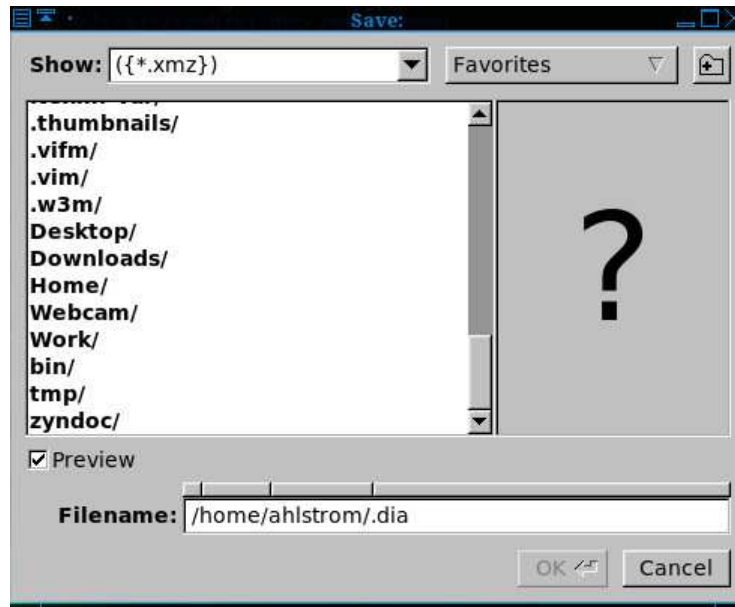 Save:
Show: ({*.xmz}) Favorites
.thumbnails/
.vifm/
.vim/
.w3m/
Desktop/
Downloads/
Home/
Webcam/
Work/
bin/
tmp/
zyndoc/
?
Preview
Filename: /home/ahlstrom/.dia
OK Cancel